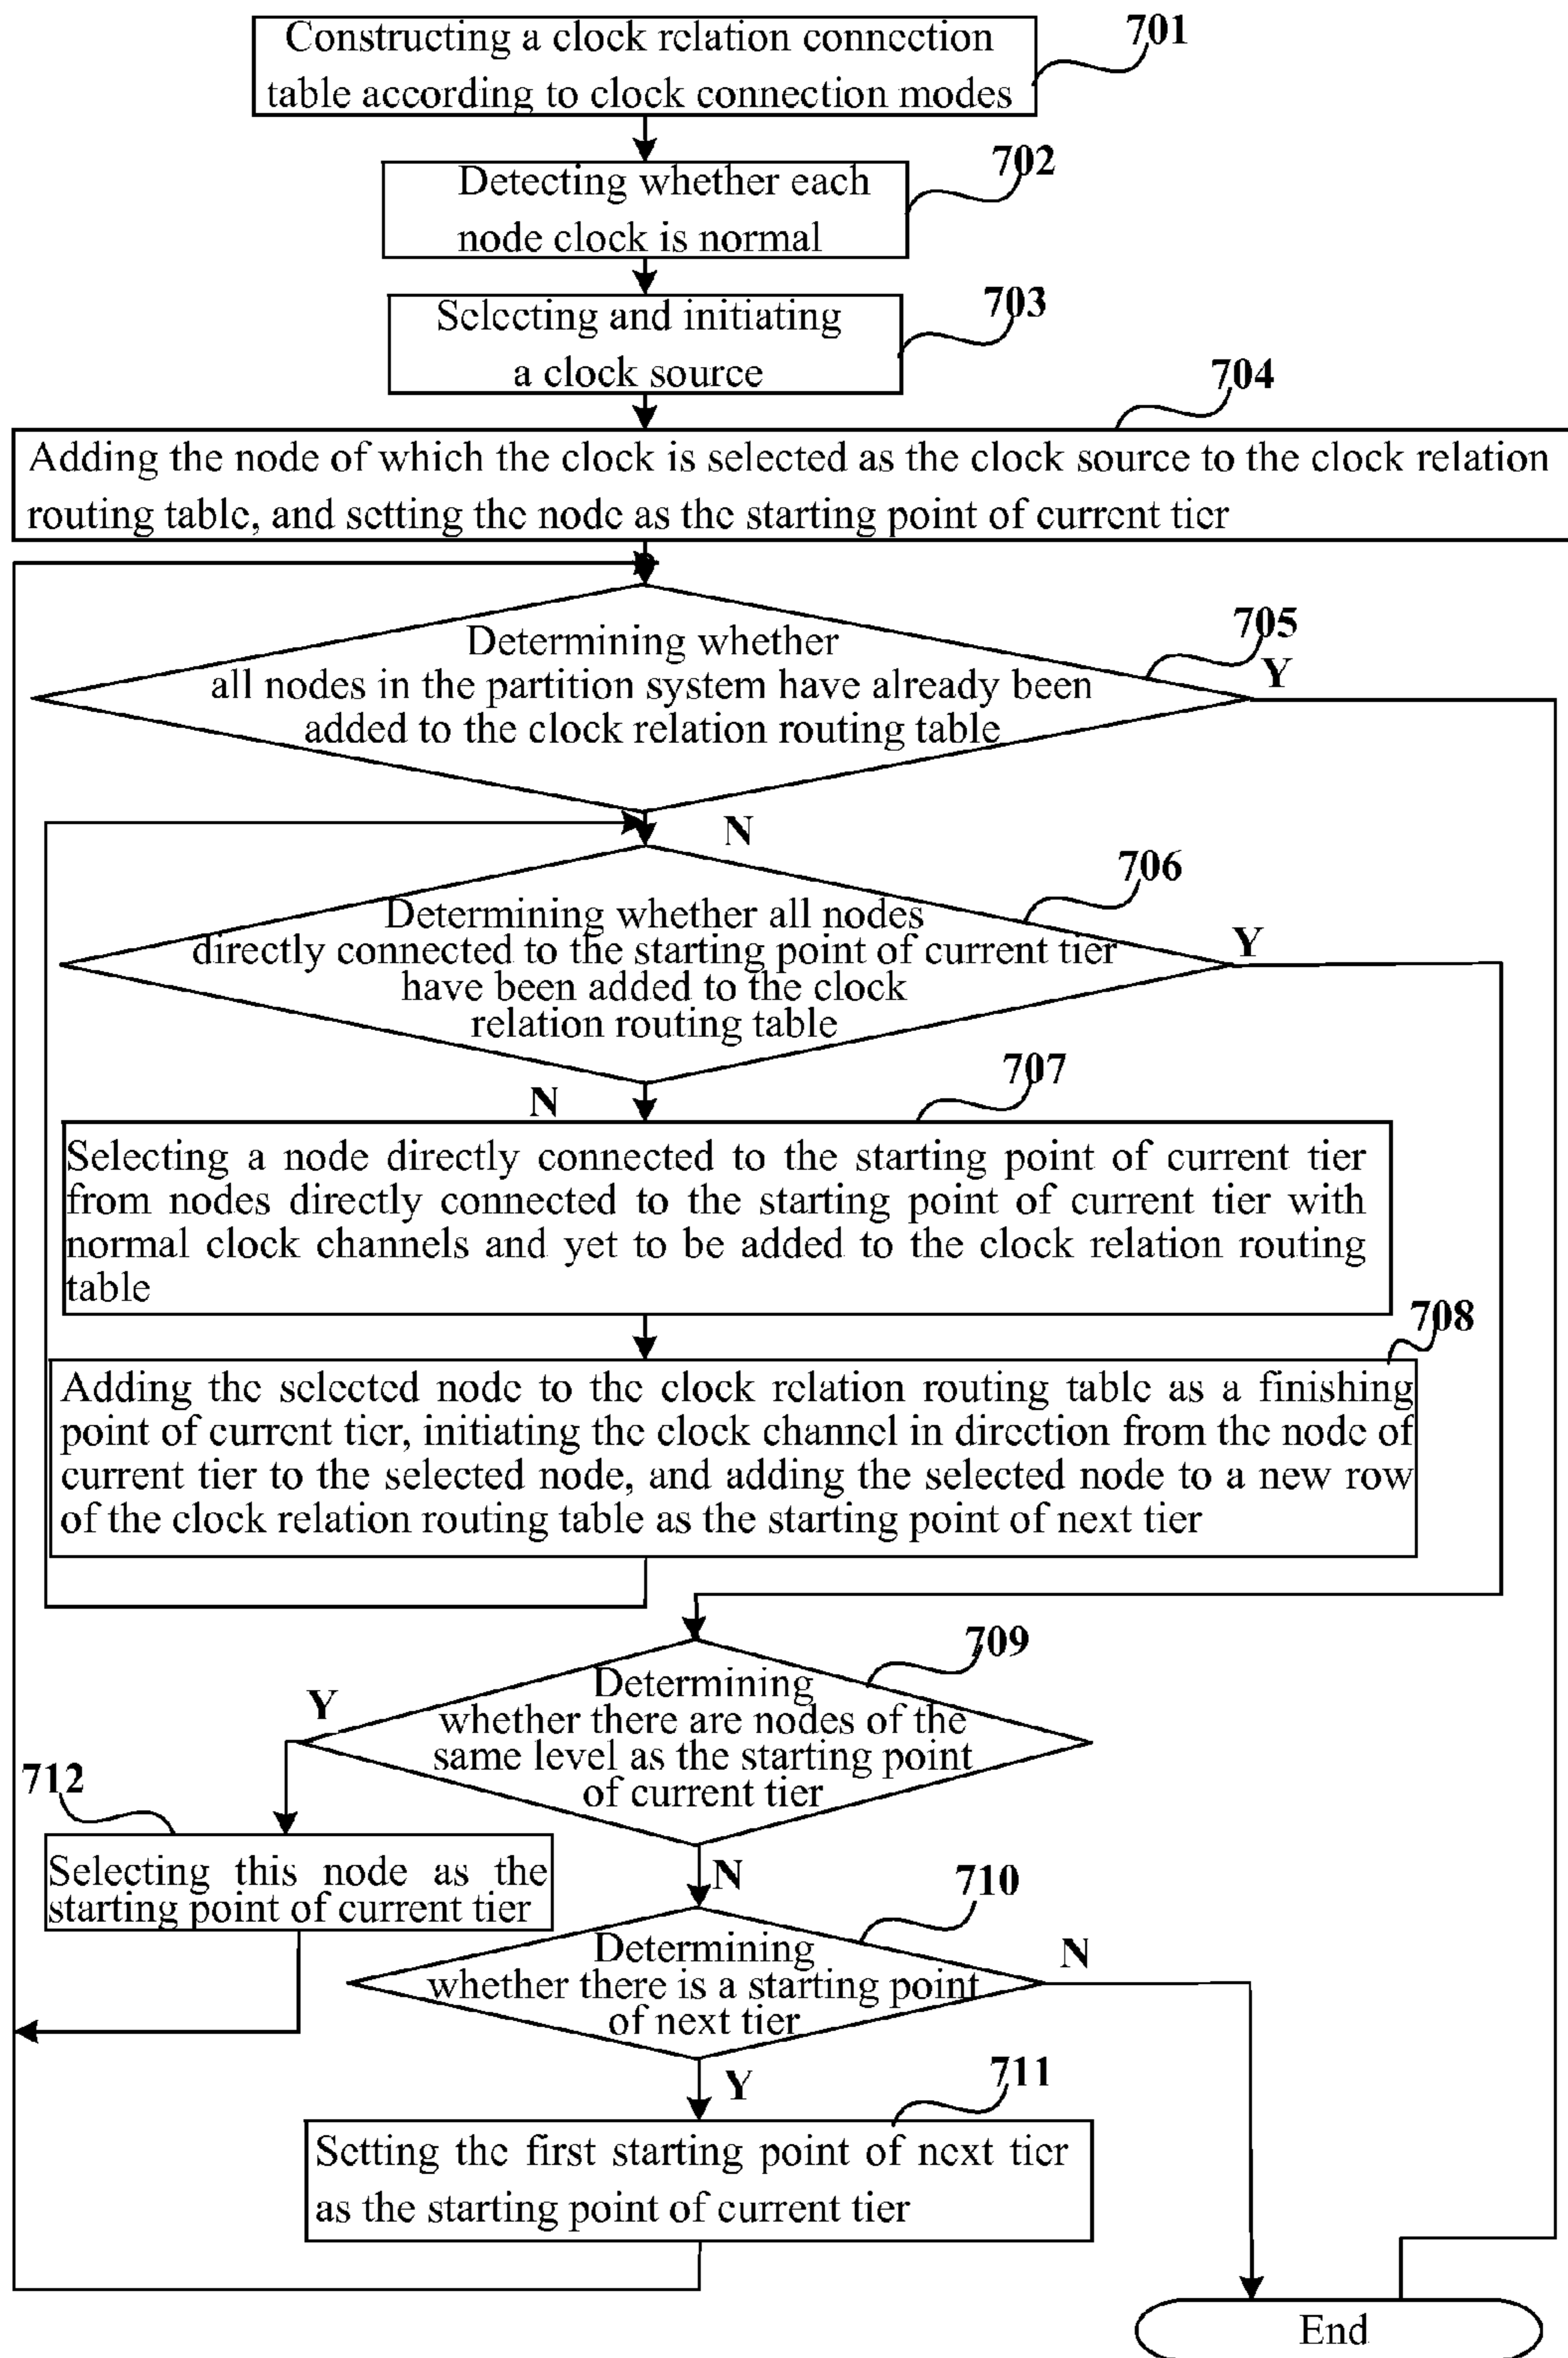 Constructing a clock relation connection
table according to clock connection modes
701
Detecting whether each
node clock is normal
702
Selecting and initiating
a clock source
703
704
Adding the node of which the clock is selected as the clock source to the clock relation
routing table, and setting the node as the starting point of current tier
Determining whether
all nodes in the partition system have already been
added to the clock relation routing table
705
Y
N
706
Determining whether all nodes
directly connected to the starting point of current tier
have been added to the clock
relation routing table
Y
N
707
Selecting a node directly connected to the starting point of current tier
from nodes directly connected to the starting point of current tier with
normal clock channels and yet to be added to the clock relation routing
table
708
Adding the selected node to the clock relation routing table as a finishing
point of current tier, initiating the clock channel in direction from the node of
current tier to the selected node, and adding the selected node to a new row
of the clock relation routing table as the starting point of next tier
709
Determining
whether there are nodes of the
same level as the starting point
of current tier
Y
712
Selecting this node as the
starting point of current tier
N
710
Determining
whether there is a starting point
of next tier
N
Y
711
Setting the first starting point of next tier
as the starting point of current tier
End